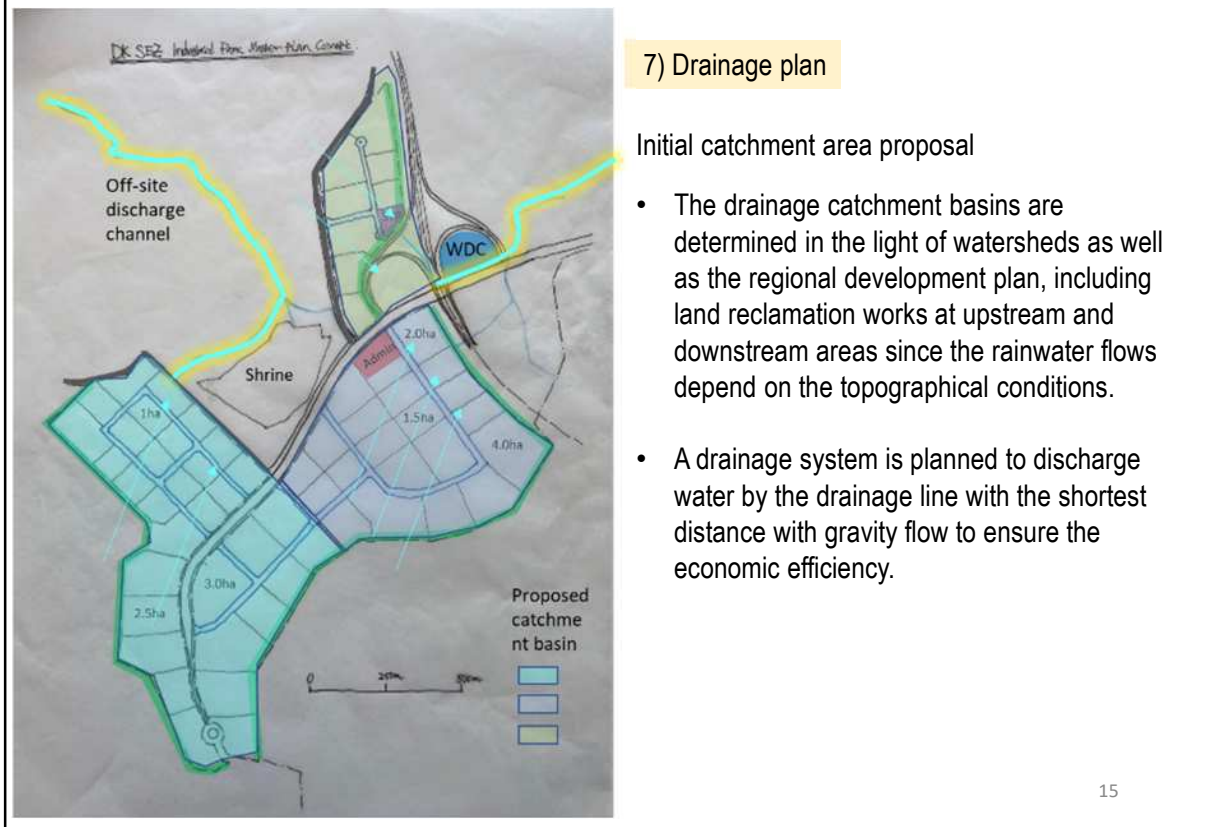 DK SEZ Industrial Park Master Plan Concept
Off-site
discharge
channel
WDC
2.0ha
Admin
Shrine
1ha
1.5ha
4.0ha
3.0ha
2.5ha
Proposed
catchme
nt basin
0 250m 500m
7) Drainage plan
Initial catchment area proposal
• The drainage catchment basins are
determined in the light of watersheds as well
as the regional development plan, including
land reclamation works at upstream and
downstream areas since the rainwater flows
depend on the topographical conditions.
• A drainage system is planned to discharge
water by the drainage line with the shortest
distance with gravity flow to ensure the
economic efficiency.
15